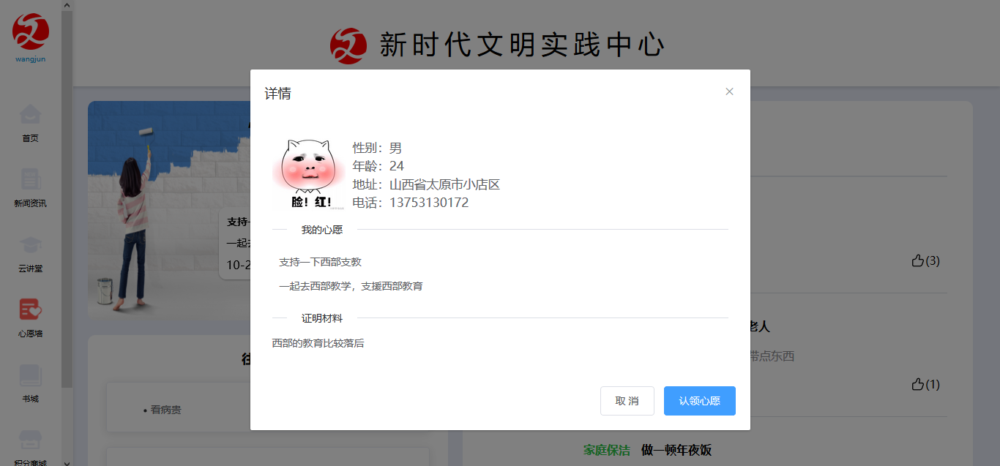 wangjun
首页
新闻资讯
云讲堂
心愿墙
书城
积分商城
新时代文明实践中心
支持
一起
10-2
往
• 看病贵
详情
脸！红！
性别：男
年龄：24
地址：山西省太原市小店区
电话：13753130172
我的心愿
支持一下西部支教
一起去西部教学，支援西部教育
证明材料
西部的教育比较落后
取 消
认领心愿
(3)
老人
带点东西
(1)
家庭保洁 做一顿年夜饭